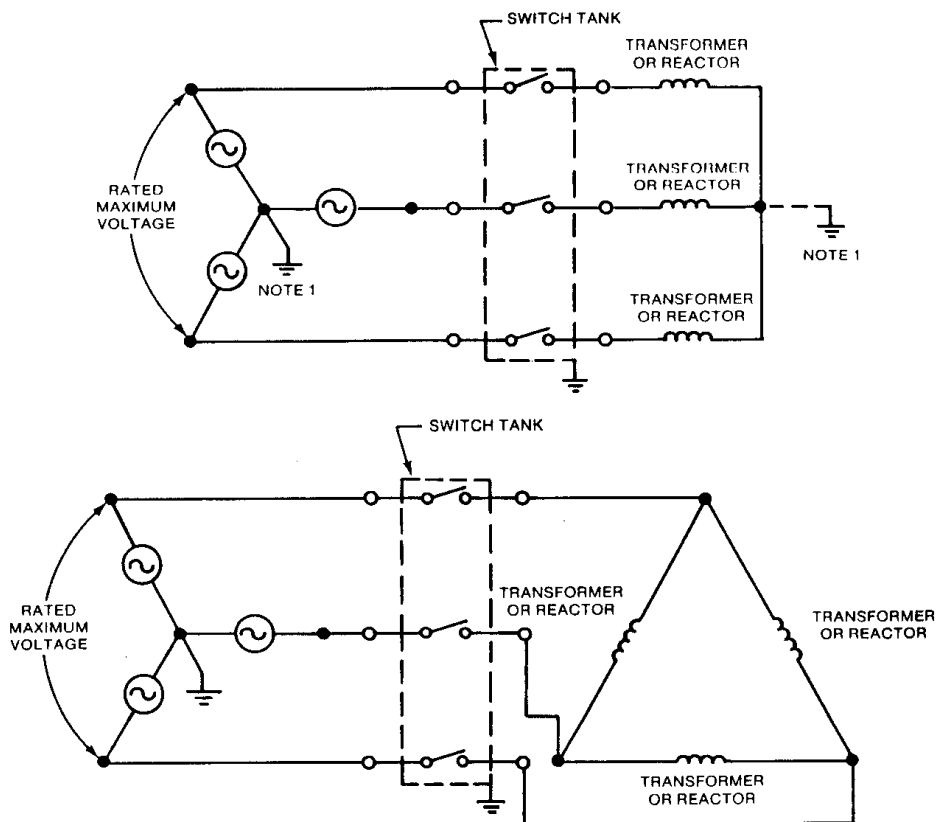 SWITCH TANK
TRANSFORMER
OR REACTOR
RATED
MAXIMUM
VOLTAGE
TRANSFORMER
OR REACTOR
NOTE 1
NOTE 1
TRANSFORMER
OR REACTOR
SWITCH TANK
RATED
MAXIMUM
VOLTAGE
TRANSFORMER
OR REACTOR
TRANSFORMER
OR REACTOR
TRANSFORMER
OR REACTOR